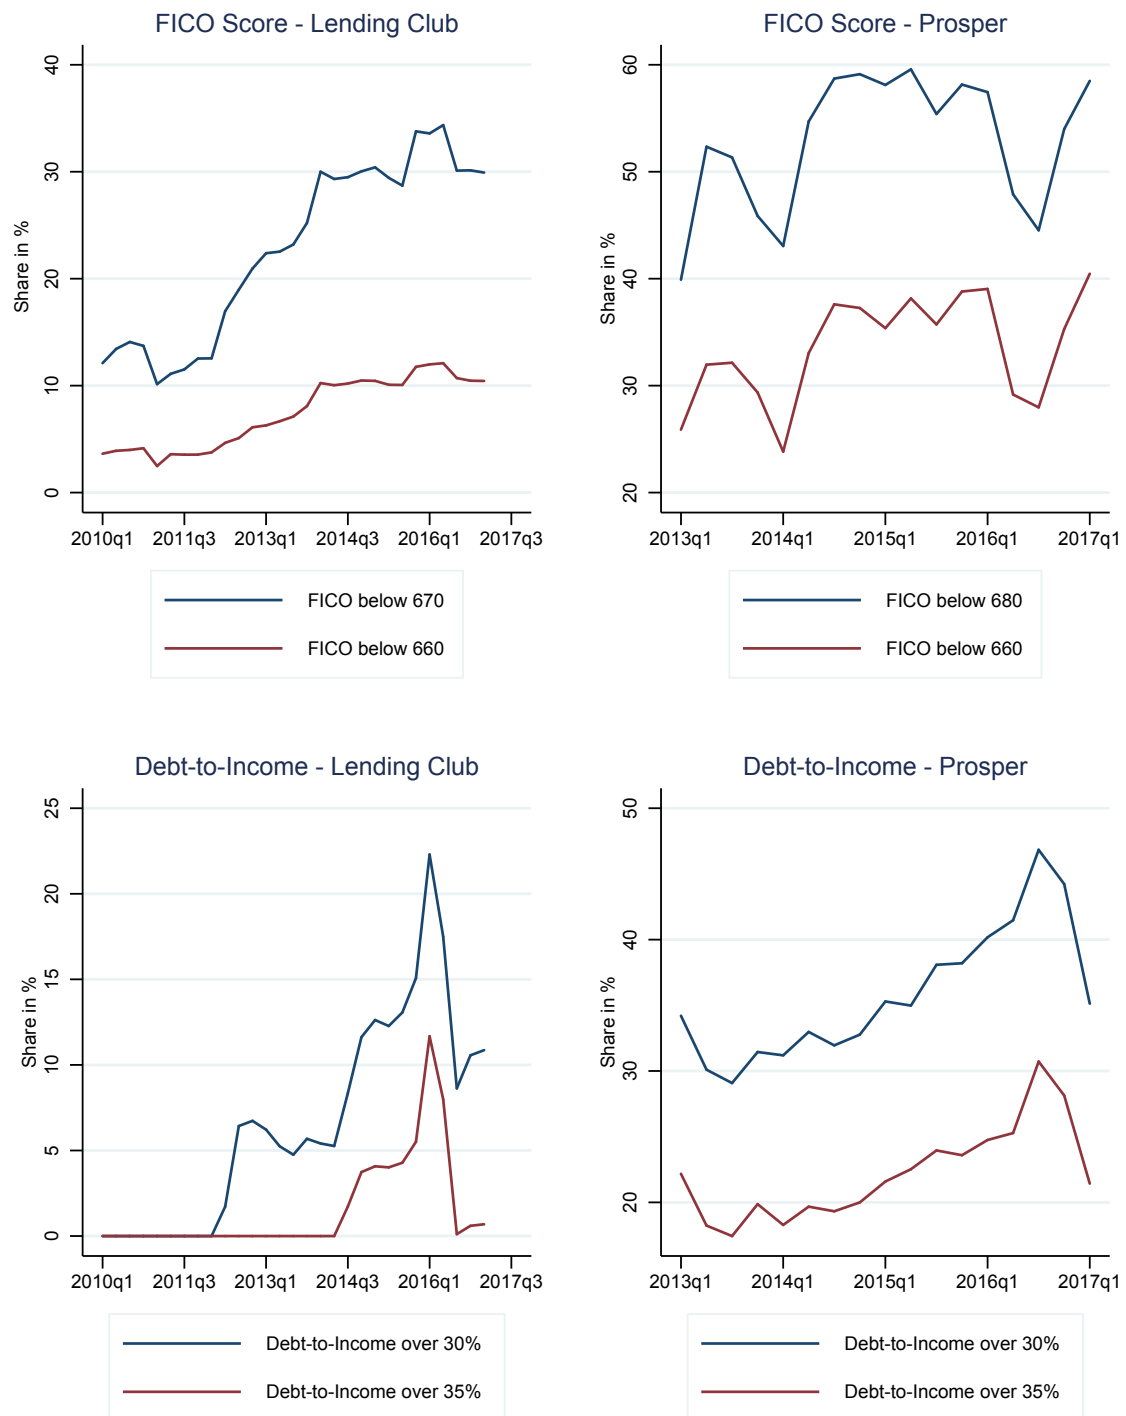 FICO Score - Lending Club
Share in %
40
30
20
10
0
2010q1 2011q3 2013q1 2014q3 2016q1 2017q3
FICO below 670
FICO below 660
FICO Score - Prosper
Share in %
60
50
40
30
20
2013q1 2014q1 2015q1 2016q1 2017q1
FICO below 680
FICO below 660
Debt-to-Income - Lending Club
Share in %
25
20
15
10
5
0
2010q1 2011q3 2013q1 2014q3 2016q1 2017q3
Debt-to-Income over 30%
Debt-to-Income over 35%
Debt-to-Income - Prosper
Share in %
50
40
30
20
2013q1 2014q1 2015q1 2016q1 2017q1
Debt-to-Income over 30%
Debt-to-Income over 35%